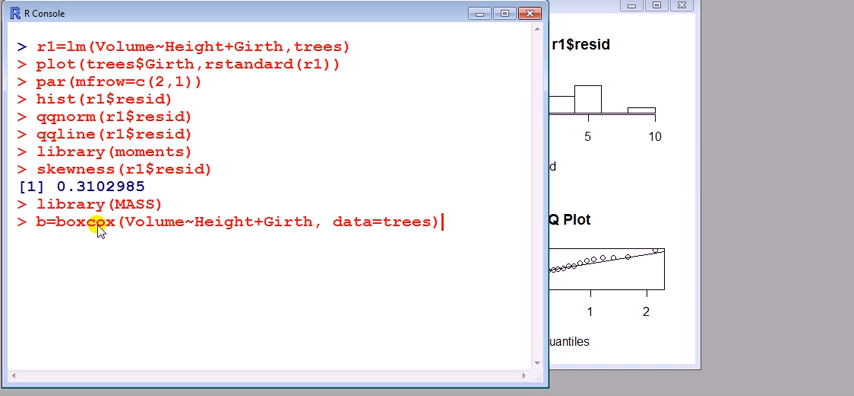 R Console
> r1=lm(Volume~Height+Girth,trees)
> plot(trees$Girth,rstandard(r1))
> par(mfrow=c(2,1))
> hist(r1$resid)
> qqnorm(r1$resid)
> qqline(r1$resid)
> library(moments)
> skewness(r1$resid)
[1] 0.3102985
> library(MASS)
> b=boxcox(Volume~Height+Girth, data=trees)
r1$resid
5 10
d
Q Plot
1 2
uantiles